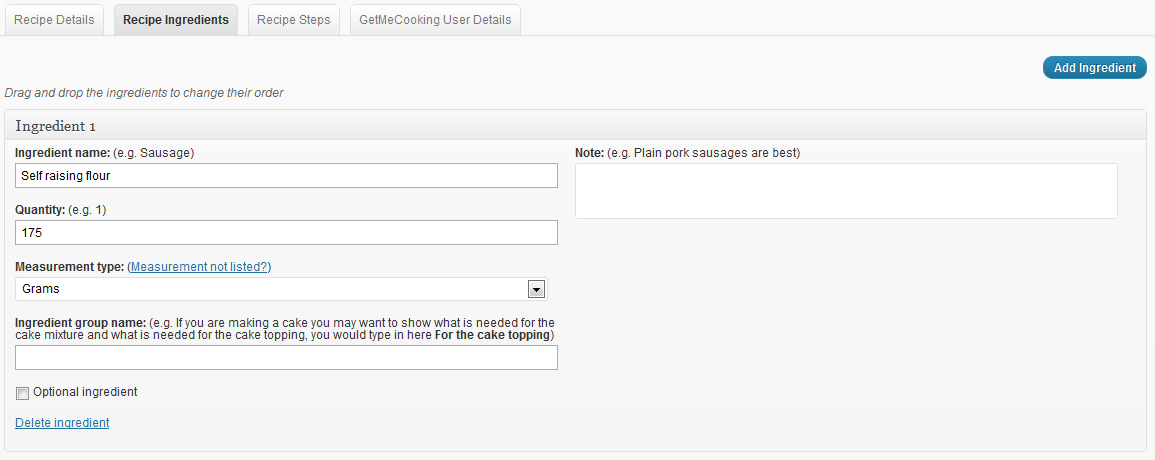 Recipe Details
Recipe Ingredients
Recipe Steps
GetMeCooking User Details
Add Ingredient
Drag and drop the ingredients to change their order
Ingredient 1
Ingredient name: (e.g. Sausage)
Self raising flour
Note: (e.g. Plain pork sausages are best)
Quantity: (e.g. 1)
175
Measurement type: (Measurement not listed?)
Grams
Ingredient group name: (e.g. If you are making a cake you may want to show what is needed for the
cake mixture and what is needed for the cake topping, you would type in here For the cake topping)
Optional ingredient
Delete ingredient